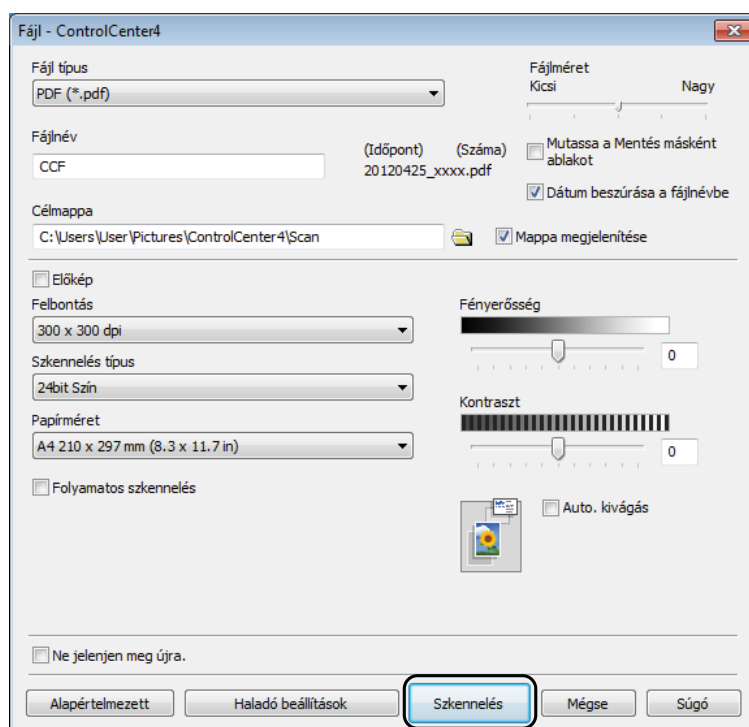 Fájl - ControlCenter4
Fájl típus
PDF (*.pdf)
Fájlméret
Kicsi Nagy
Fájlnév
CCF
(Időpont) (Száma)
20120425_xxxx.pdf
Mutassa a Mentés másként
ablakot
Dátum beszúrása a fájlnévbe
Célmappa
C:\Users\User\Pictures\ControlCenter4\Scan
Mappa megjelenítése
Előkép
Felbontás
300 x 300 dpi
Szkennelés típus
24bit Szín
Papírméret
A4 210 x 297 mm (8.3 x 11.7 in)
Folyamatos szkennelés
Fényerősség
0
Kontraszt
0
Auto. kivágás
Ne jelenjen meg újra.
Alapértelmezett Haladó beállítások Szkennelés Mégse Súgó